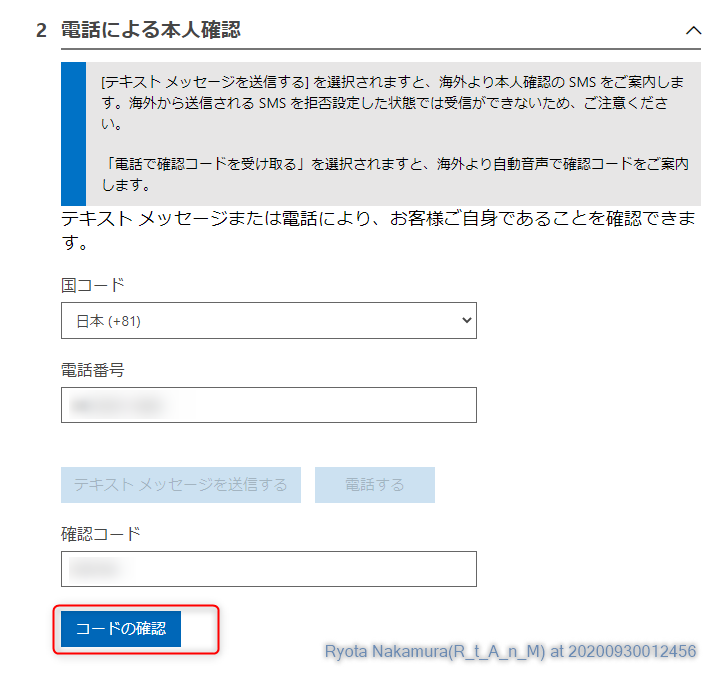 2 電話による本人確認
[テキスト メッセージを送信する] を選択されますと、海外より本人確認の SMS をご案内しま
す。海外から送信される SMS を拒否設定した状態では受信ができないため、ご注意くださ
い。
「電話で確認コードを受け取る」を選択されますと、海外より自動音声で確認コードをご案内
します。
テキスト メッセージまたは電話により、お客様ご自身であることを確認できま
す。
国コード
日本 (+81)
電話番号
テキスト メッセージを送信する 電話する
確認コード
コードの確認
Ryota Nakamura(R_t_A_n_M) at 20200930012456